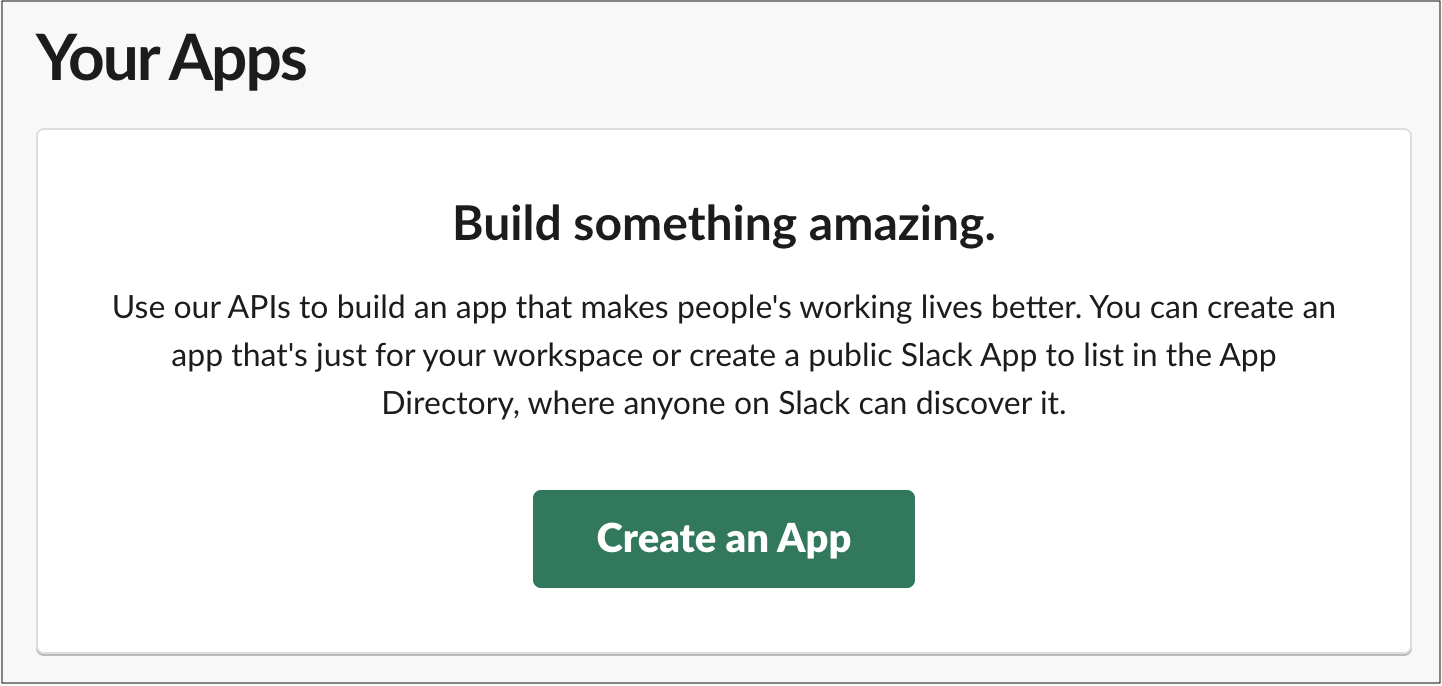 Your Apps
Build something amazing.
Use our APIs to build an app that makes people's working lives better. You can create an
app that's just for your workspace or create a public Slack App to list in the App
Directory, where anyone on Slack can discover it.
Create an App